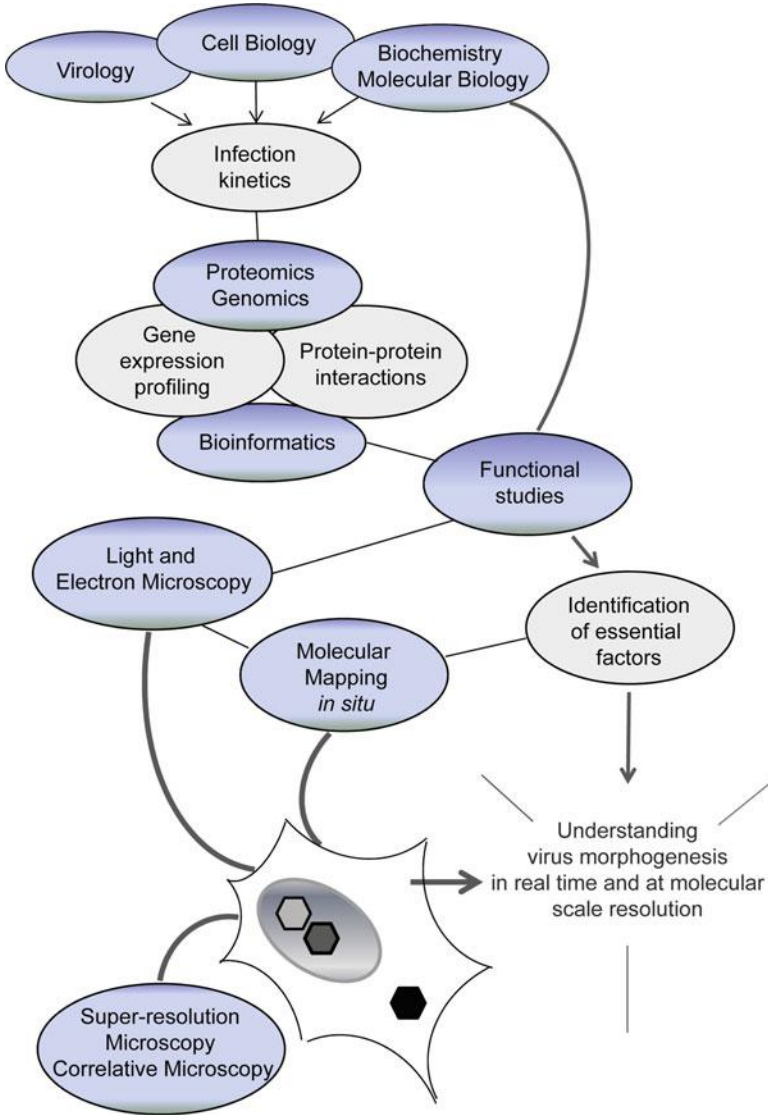 Virology
Cell Biology
Biochemistry
Molecular Biology
Infection
kinetics
Proteomics
Genomics
Gene
expression
profiling
Protein-protein
interactions
Bioinformatics
Functional
studies
Light and
Electron Microscopy
Identification
of essential
factors
Molecular
Mapping
in situ
Understanding
virus morphogenesis
in real time and at molecular
scale resolution
Super-resolution
Microscopy
Correlative Microscopy